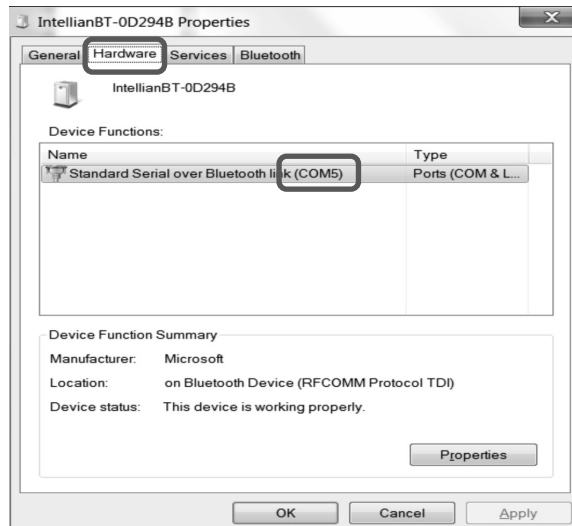 IntellianBT-0D294B Properties
General Hardware Services Bluetooth
IntellianBT-0D294B
Device Functions:
Name Type
Standard Serial over Bluetooth link (COM5) Ports (COM & L...
Device Function Summary
Manufacturer: Microsoft
Location: on Bluetooth Device (RFCOMM Protocol TDI)
Device status: This device is working properly.
Properties
OK Cancel Apply